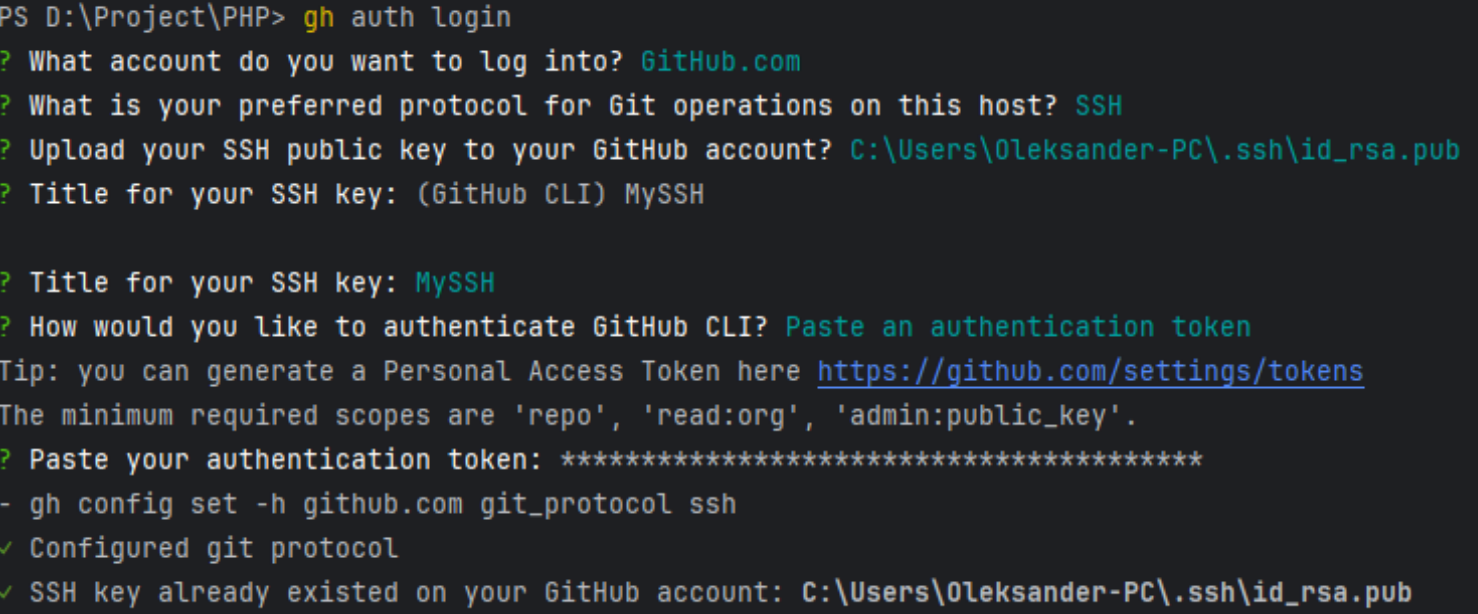 PS D:\Project\PHP> gh auth login
? What account do you want to log into? GitHub.com
? What is your preferred protocol for Git operations on this host? SSH
? Upload your SSH public key to your GitHub account? C:\Users\Oleksander-PC\.ssh\id_rsa.pub
? Title for your SSH key: (GitHub CLI) MySSH
? Title for your SSH key: MySSH
? How would you like to authenticate GitHub CLI? Paste an authentication token
Tip: you can generate a Personal Access Token here https://github.com/settings/tokens
The minimum required scopes are 'repo', 'read:org', 'admin:public_key'.
? Paste your authentication token: ****************************************
- gh config set -h github.com git_protocol ssh
✓ Configured git protocol
✓ SSH key already existed on your GitHub account: C:\Users\Oleksander-PC\.ssh\id_rsa.pub